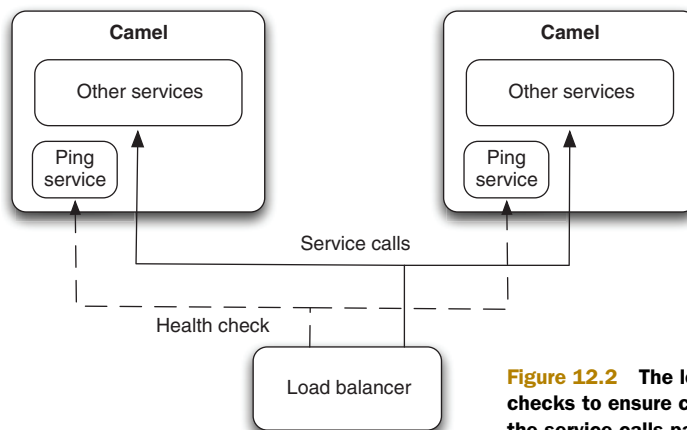 Camel
Camel
Other services
Other services
Ping
service
Ping
service
Service calls
Health check
Load balancer
Figure 12.2 The
checks to ensure